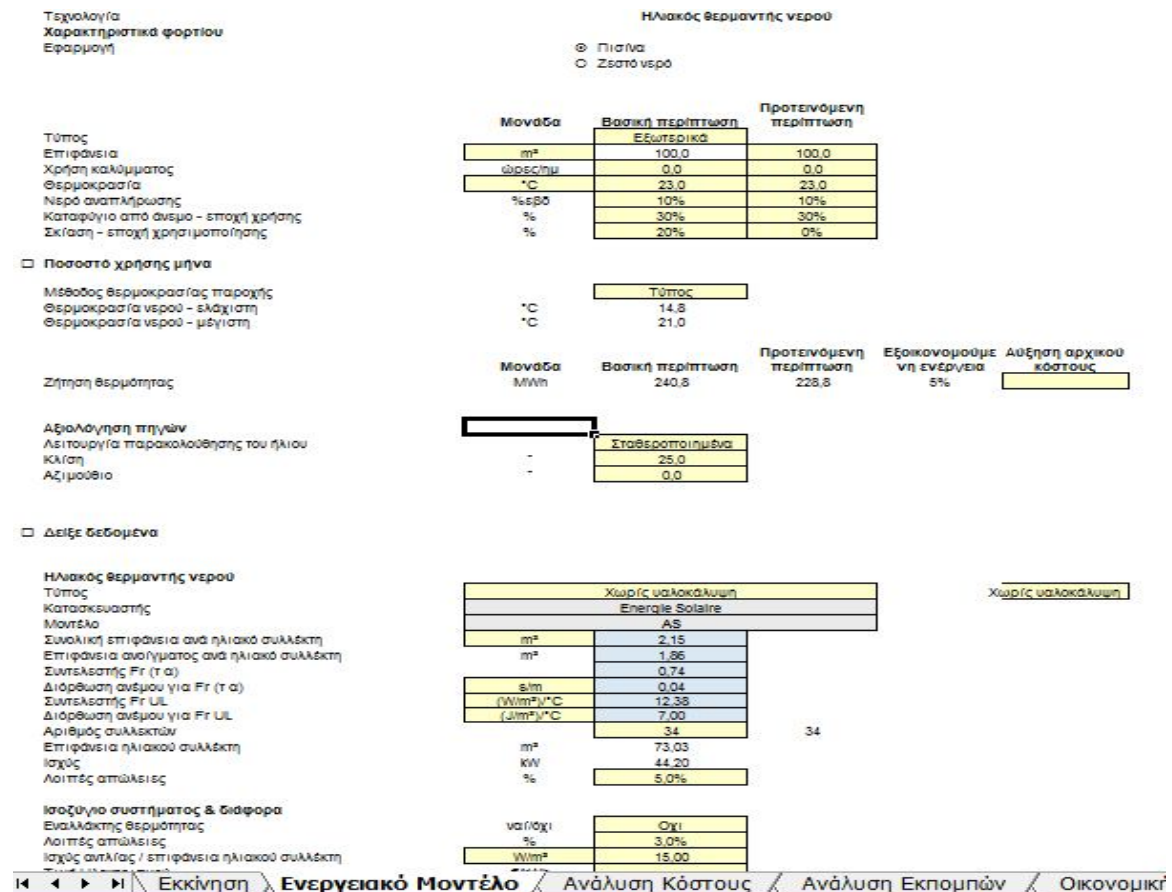 Τεχνολογία Ηλιακός θερμαντής νερού
Χαρακτηριστικά φορτίου
Εφαρμογή Πισίνα
Ζεστό νερό
Μονάδα Βασική περίπτωση Προτεινόμενη περίπτωση
Τύπος Εξωτερικά
Επιφάνεια m² 100,0 100,0
Χρήση καλύμματος ώρες/ημ 0,0 0,0
Θερμοκρασία °C 23,0 23,0
Νερό αναπλήρωσης %εβδ 10% 10%
Καταφύγιο από άνεμο - εποχή χρήσης % 30% 30%
Σκίαση - εποχή χρησιμοποίησης % 20% 0%
Ποσοστό χρήσης μήνα
Μέθοδος θερμοκρασίας παροχής Τύπος
Θερμοκρασία νερού - ελάχιστη °C 14,8
Θερμοκρασία νερού - μέγιστη °C 21,0
Μονάδα Βασική περίπτωση Προτεινόμενη περίπτωση Εξοικονομούμενη ενέργεια Αύξηση αρχικού κόστους
Ζήτηση θερμότητας MWh 240,8 228,8 5%
Αξιολόγηση πηγών
Λειτουργία παρακολούθησης του ήλιου Σταθεροποιημένα
Κλίση - 25,0
Αζιμούθιο - 0,0
Δείξε δεδομένα
Ηλιακός θερμαντής νερού
Τύπος Χωρίς υαλοκάλυψη Χωρίς υαλοκάλυψη
Κατασκευαστής Energie Solaire
Μοντέλο AS
Συνολική επιφάνεια ανά ηλιακό συλλέκτη m² 2,15
Επιφάνεια ανοίγματος ανά ηλιακό συλλέκτη m² 1,86
Συντελεστής Fr (τ α) 0,74
Διόρθωση ανέμου για Fr (τ α) s/m 0,04
Συντελεστής Fr UL (W/m²)/°C 12,38
Διόρθωση ανέμου για Fr UL (J/m³)/°C 7,00
Αριθμός συλλεκτών 34 34
Επιφάνεια ηλιακού συλλέκτη m² 73,03
Ισχύς kW 44,20
Λοιπές απώλειες % 5,0%
Ισοζύγιο συστήματος & διάφορα
Εναλλάκτης θερμότητας ναί/όχι Οχι
Λοιπές απώλειες % 3,0%
Ισχύς αντλίας / επιφάνεια ηλιακού συλλέκτη W/m² 15,00
Εκκίνηση Ενεργειακό Μοντέλο Ανάλυση Κόστους Ανάλυση Εκπομπών Οικονομική